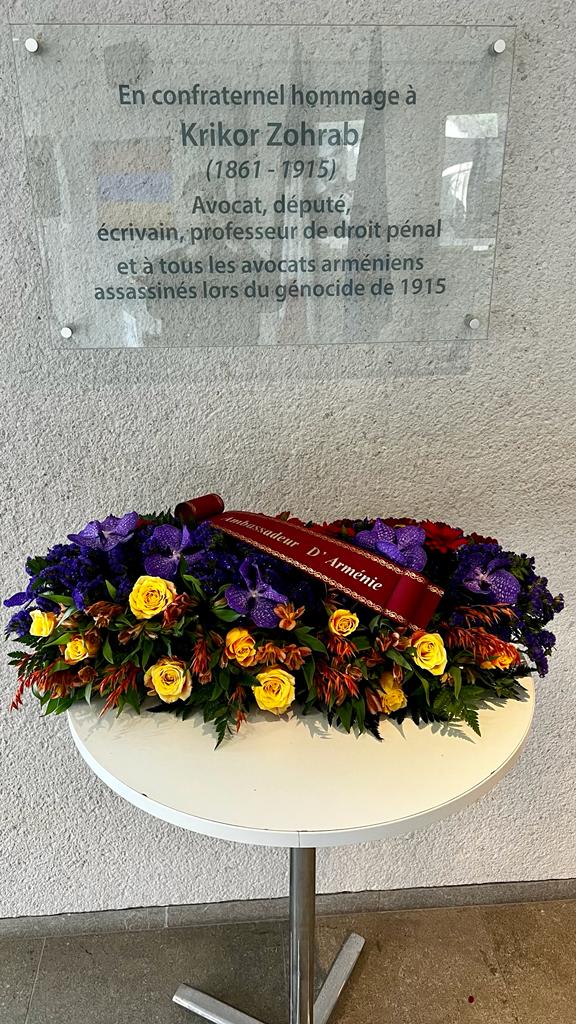 En confraternel hommage à
Krikor Zohrab
(1861 - 1915)
Avocat, député,
écrivain, professeur de droit pénal
et à tous les avocats arméniens
assassinés lors du génocide de 1915
Ambassadeur D' Arménie